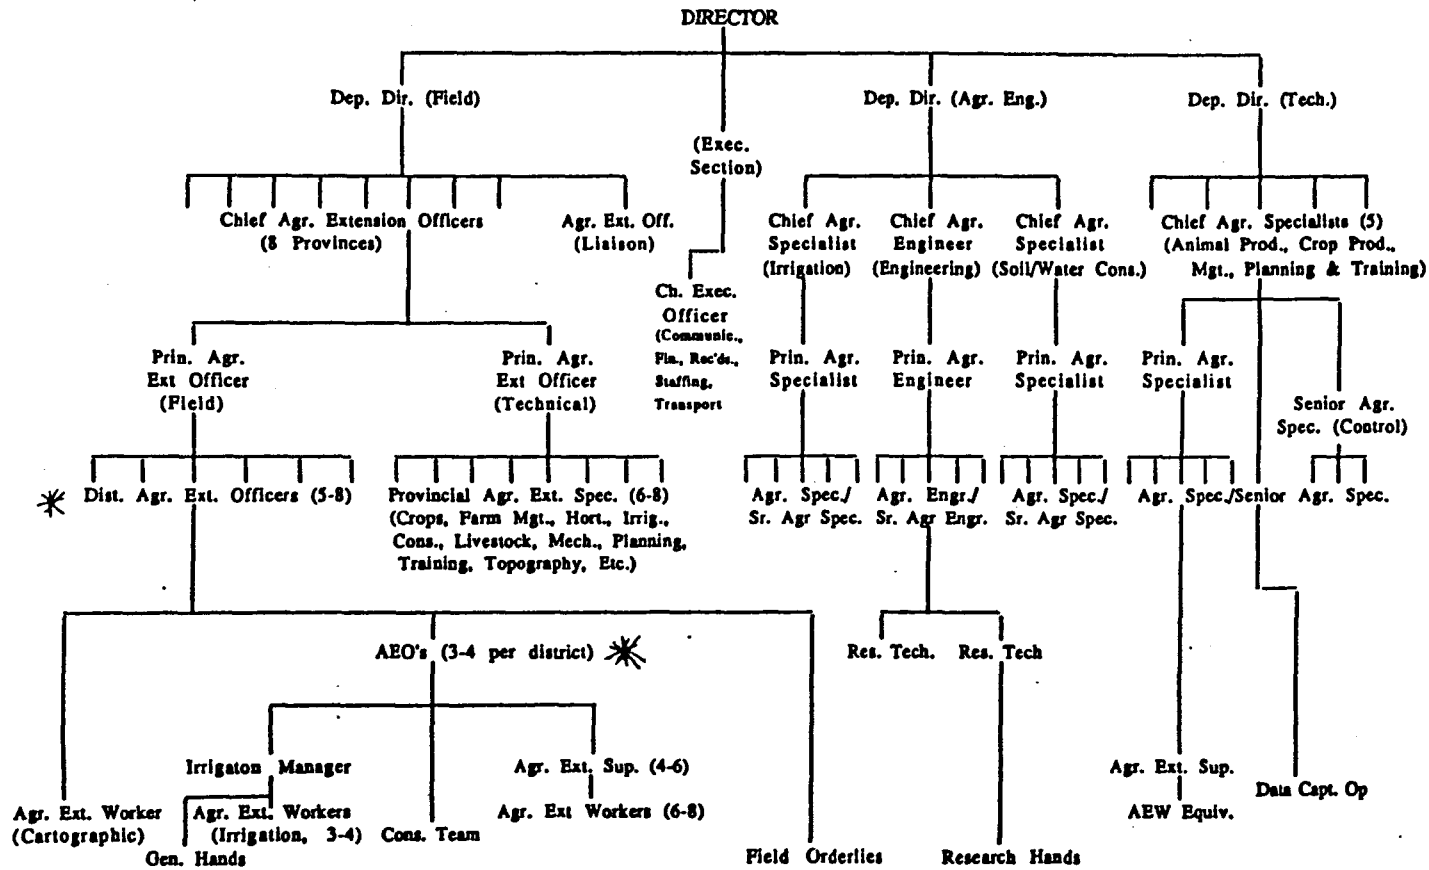 DIRECTOR
Dep. Dir. (Field)
Dep. Dir. (Agr. Eng.)
Dep. Dir. (Tech.)
(Exec.
Section)
Chief Agr. Extension Officers
(8 Provinces)
Agr. Ext. Off.
(Liaison)
Chief Agr.
Specialist
(Irrigation)
Chief Agr.
Engineer
(Engineering)
Chief Agr.
Specialist
(Soil/Water Cons.)
Chief Agr. Specialists (5)
(Animal Prod., Crop Prod.,
Mgt., Planning & Training)
Ch. Exec.
Officer
(Communic.,
Fin., Rec'ds.,
Staffing,
Transport
Prin. Agr.
Ext Officer
(Field)
Prin. Agr.
Ext Officer
(Technical)
Prin. Agr.
Specialist
Prin. Agr.
Engineer
Prin. Agr.
Specialist
Prin. Agr.
Specialist
Senior Agr.
Spec. (Control)
Dist. Agr. Ext. Officers (5-8)
Provincial Agr. Ext. Spec. (6-8)
(Crops, Farm Mgt., Hort., Irrig.,
Cons., Livestock, Mech., Planning,
Training, Topography, Etc.)
Agr. Spec./
Sr. Agr Spec.
Agr. Engr./
Sr. Agr Engr.
Agr. Spec./
Sr. Agr Spec.
Agr. Spec./Senior Agr. Spec.
AEO's (3-4 per district)
Res. Tech.
Res. Tech
Irrigaton Manager
Agr. Ext. Sup. (4-6)
Agr. Ext. Sup.
Data Capt. Op
Agr. Ext. Worker
(Cartographic)
Agr. Ext. Workers
(Irrigation, 3-4)
Agr. Ext Workers (6-8)
AEW Equiv.
Cons. Team
Gen. Hands
Field Orderlies
Research Hands